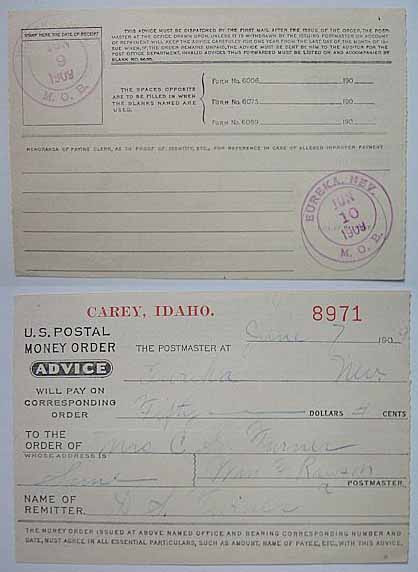 STAMP HERE THE DATE OF RECEIPT
JUN
9
1909
M. O. B.
THIS ADVICE MUST BE DISPATCHED BY THE FIRST MAIL AFTER THE ISSUE OF THE ORDER. THE POST-
MASTER AT THE OFFICE DRAWN UPON, UNLESS IT IS WITHDRAWN BY THE ISSUING POSTMASTER ON ACCOUNT
OF REPAYMENT WILL KEEP THE ADVICE CAREFULLY FOR ONE YEAR FROM THE LAST DAY OF THE MONTH OF IS-
SUE WHEN, IF THE ORDER REMAINS UNPAID, THE ADVICE MUST BE SENT BY HIM TO THE AUDITOR FOR THE
POST OFFICE DEPARTMENT. INVALID ADVICES THUS FORWARDED MUST BE LISTED ON AND ACCOMPANIED BY
BLANK NO.
THE SPACES OPPOSITE
ARE TO BE FILLED IN WHEN
THE BLANKS NAMED ARE
USED.
FORM NO. 6006 190
FORM NO. 6075 190
FORM NO. 6089 190
MEMORANDA OF PAYING CLERK, AS TO PROOF OF IDENTITY, ETC., FOR REFERENCE IN CASE OF ALLEGED IMPROPER PAYMENT
EUREKA, NEV.
JUN
10
1909
M. O. B.
CAREY, IDAHO. 8971
U.S. POSTAL
MONEY ORDER
ADVICE
THE POSTMASTER AT June 7 190
Eureka Nev.
WILL PAY ON
CORRESPONDING
ORDER
Fifty DOLLARS CENTS
TO THE
ORDER OF Mrs C. Turner
WHOSE ADDRESS IS
Same
POSTMASTER.
NAME OF
REMITTER. Turner
THE MONEY ORDER ISSUED AT ABOVE NAMED OFFICE AND BEARING CORRESPONDING NUMBER AND
DATE, MUST AGREE IN ALL ESSENTIAL PARTICULARS, SUCH AS AMOUNT, NAME OF PAYEE, ETC., WITH THIS ADVICE.